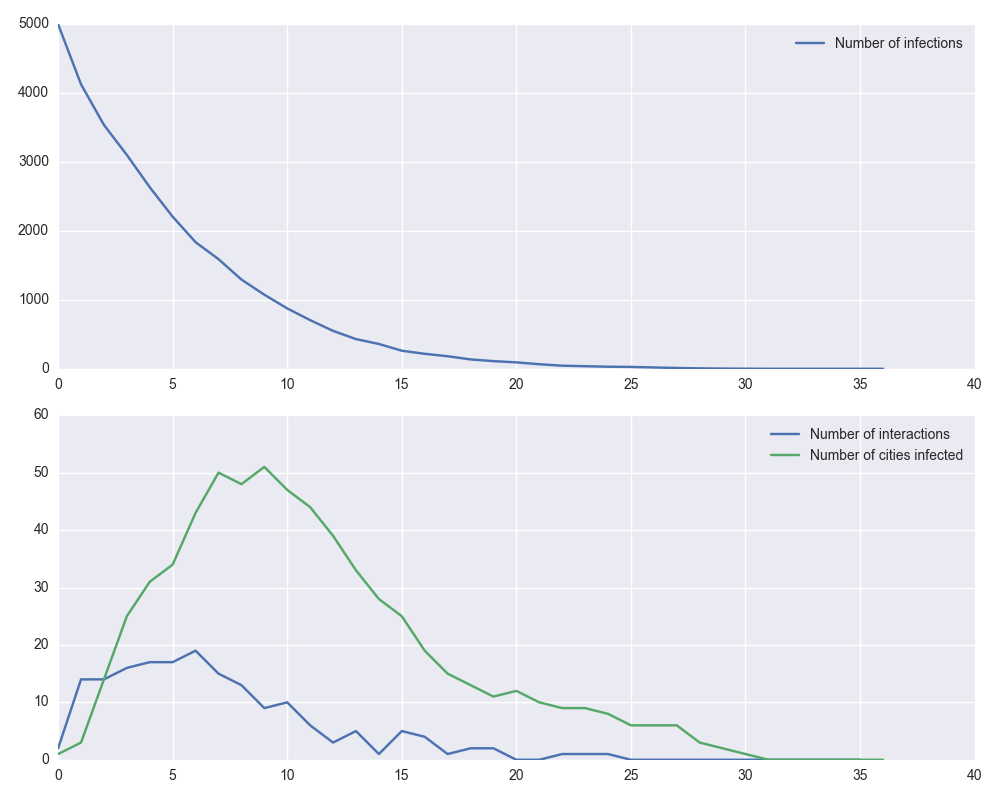 5000
Number of infections
4000
3000
2000
1000
0
0 5 10 15 20 25 30 35 40
60
Number of interactions
Number of cities infected
50
40
30
20
10
0
0 5 10 15 20 25 30 35 40